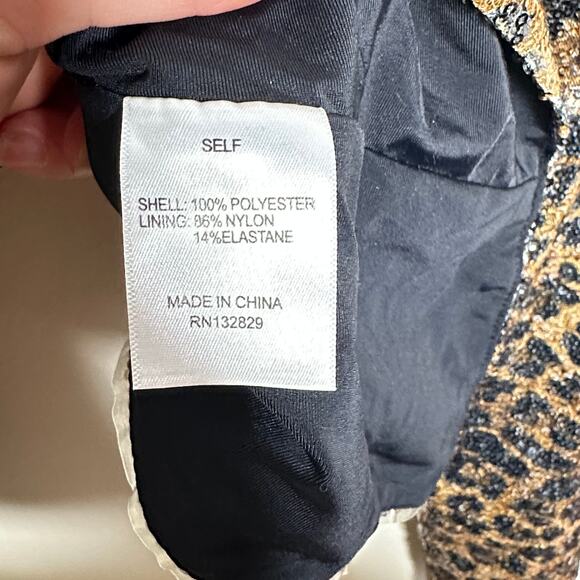 SELF
SHELL: 100% POLYESTER
LINING: 86% NYLON
14%ELASTANE
MADE IN CHINA
RN132829